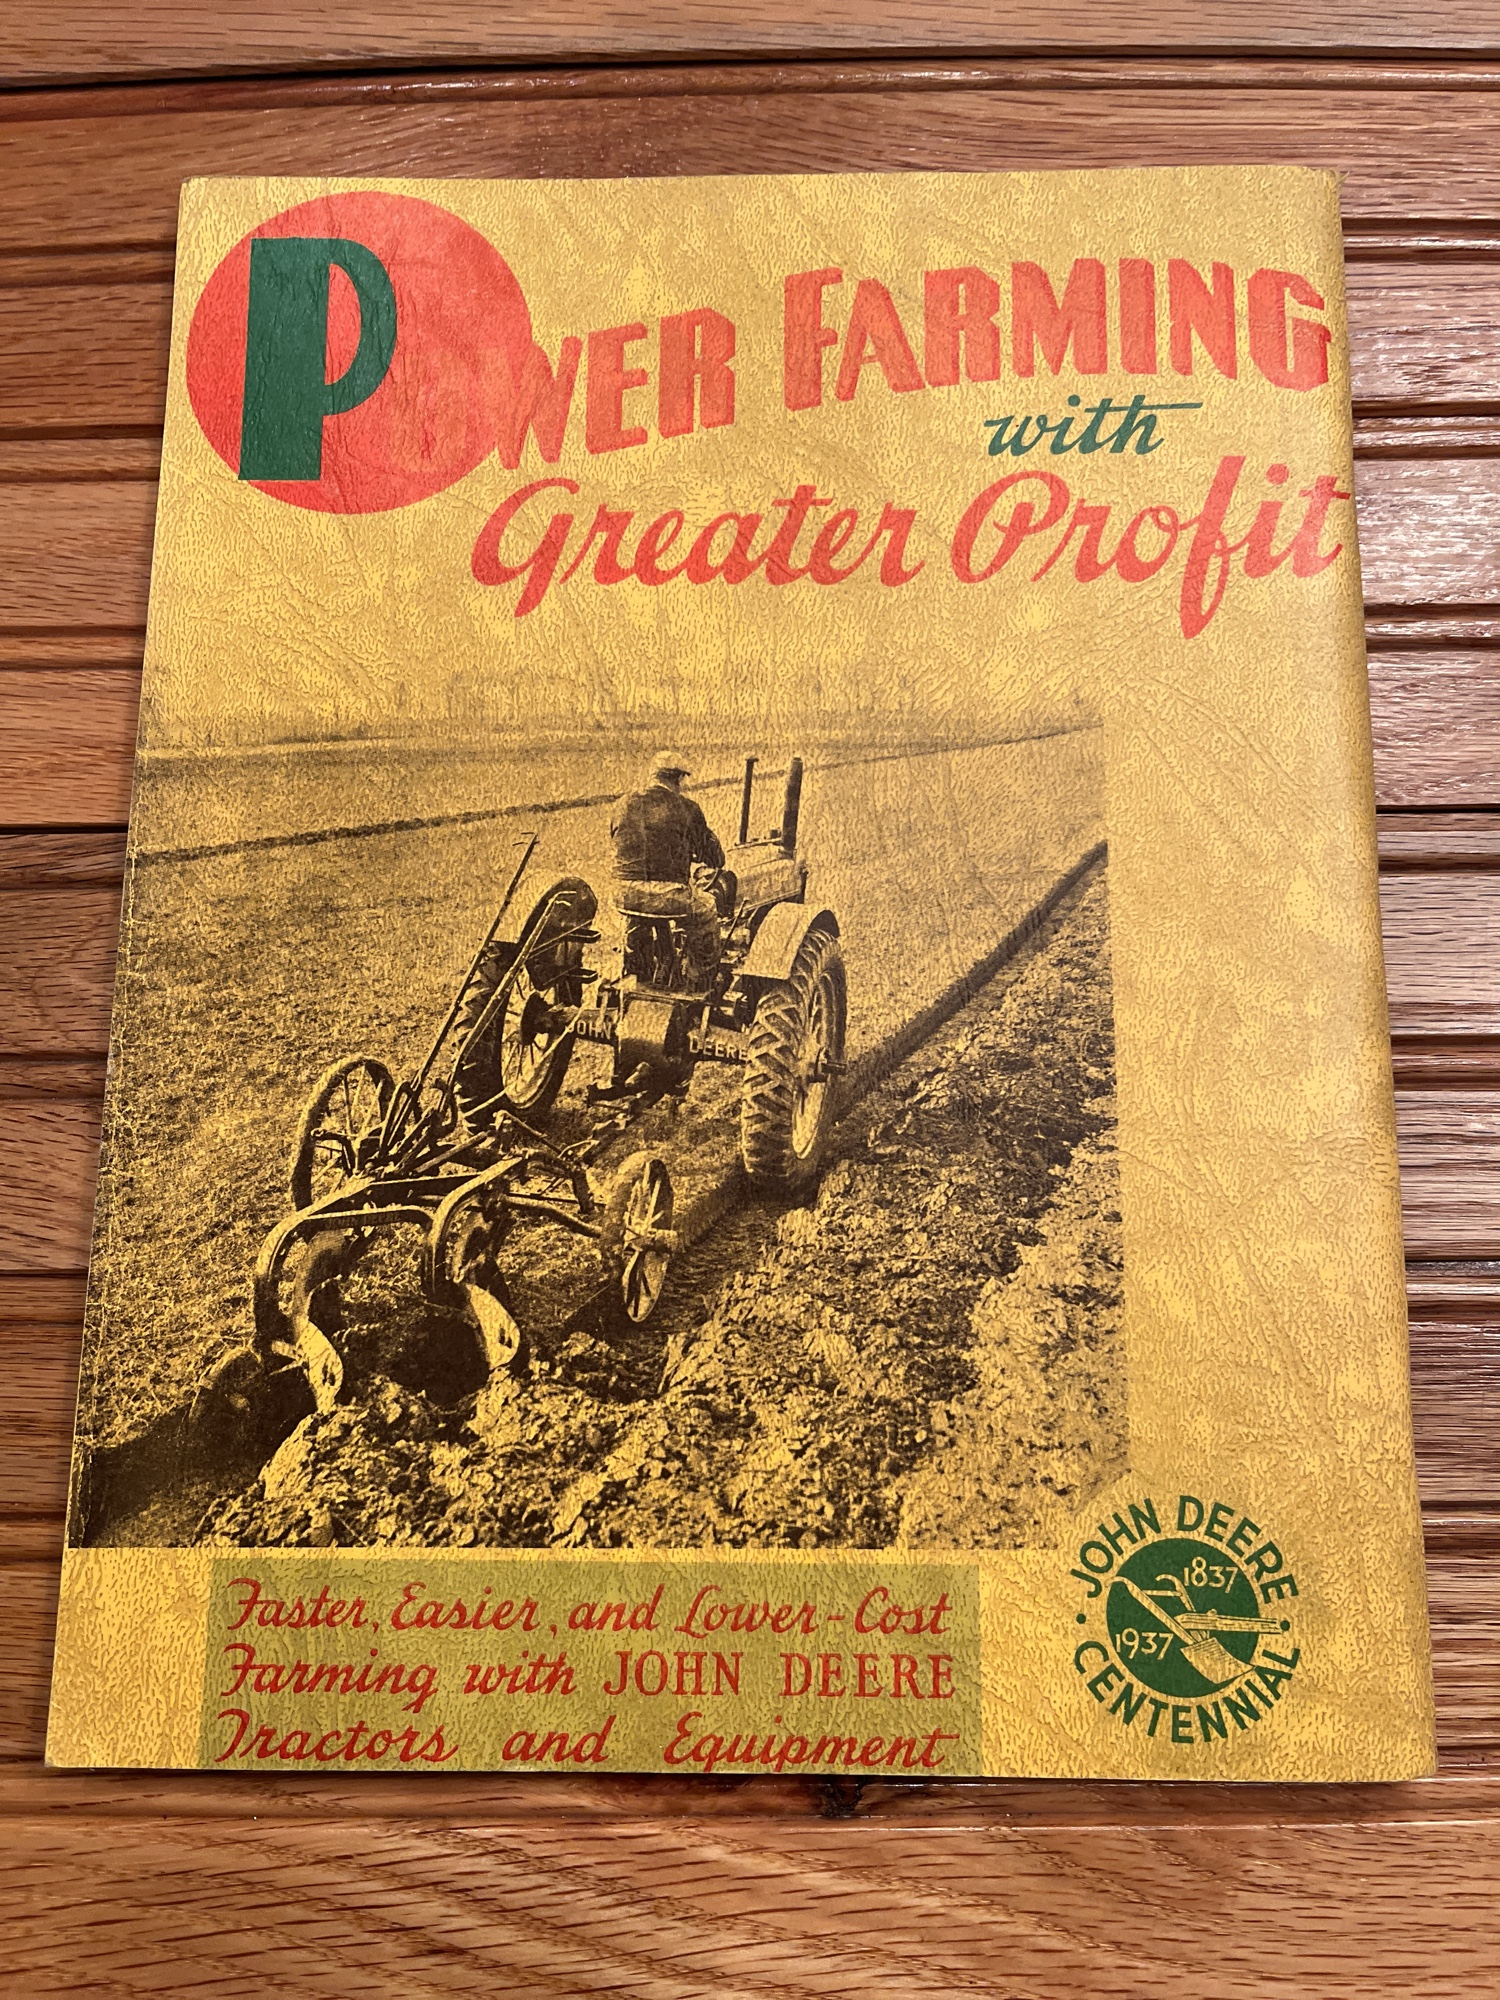 POWER FARMING
with
Greater Profit
JOHN DEERE
Faster, Easier, and Lower-Cost
Farming with JOHN DEERE
Tractors and Equipment
JOHN DEERE
1837
1937
CENTENNIAL